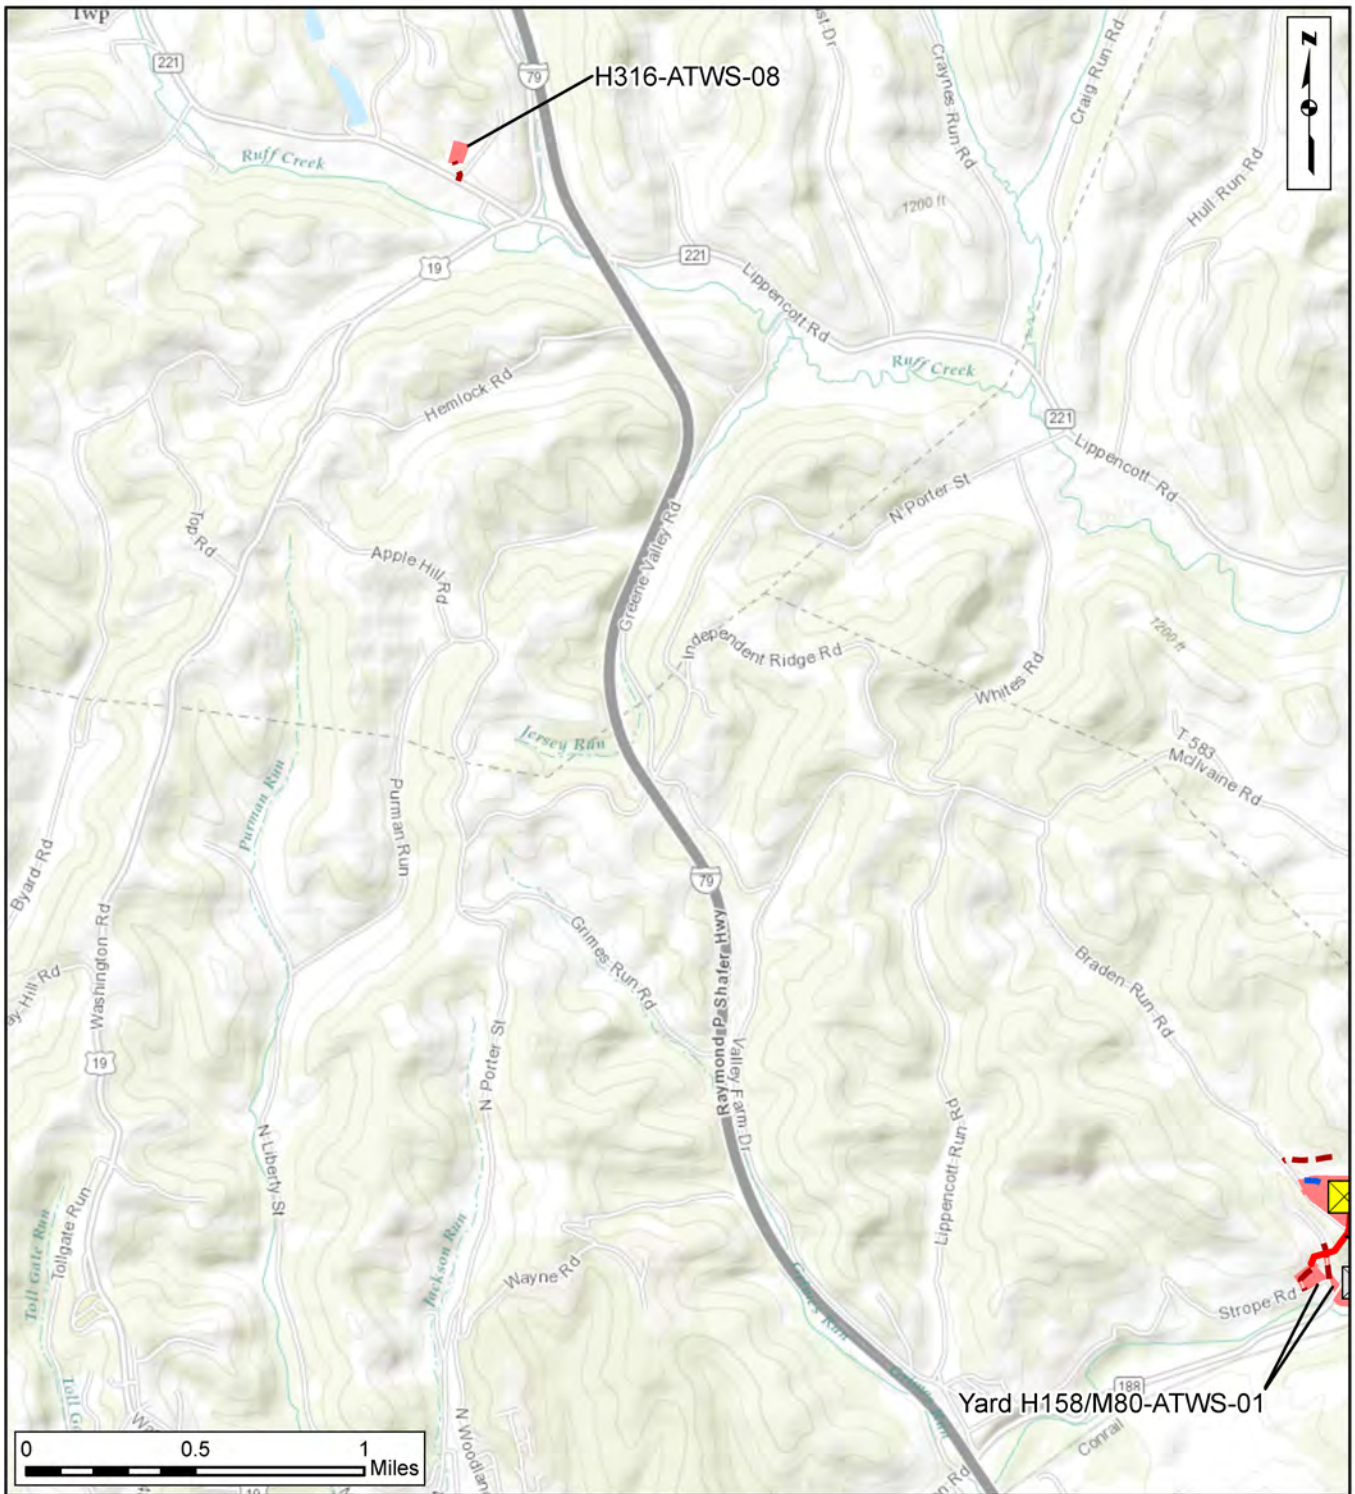 Twp
221
79
H316-ATWS-08
Craynes Run Rd
Craig Run Rd
Hull Run Rd
N
Ruff Creek
1200 ft
19
221
Lippencott Rd
Ruff Creek
Hemlock Rd
221
Lippencott Rd
N Porter St
Top Rd
Apple Hill Rd
Greene Valley Rd
Independent Ridge Rd
1200 ft
Whites Rd
Jersey Run
T 583
McIlvaine Rd
Purman Run
Purman Run
Byard Rd
79
Washington Rd
Grimes Run Rd
Raymond P Shafer Hwy
Braden Run Rd
19
N Porter St
Valley Farm Dr
N Liberty St
Lippencott Run Rd
Toll Gate Run
Tollgate Run
Jackson Run
Wayne Rd
Grimes Run
Strope Rd
188
Yard H158/M80-ATWS-01
Conrail
N Woodland
0 0.5 1
Miles
19